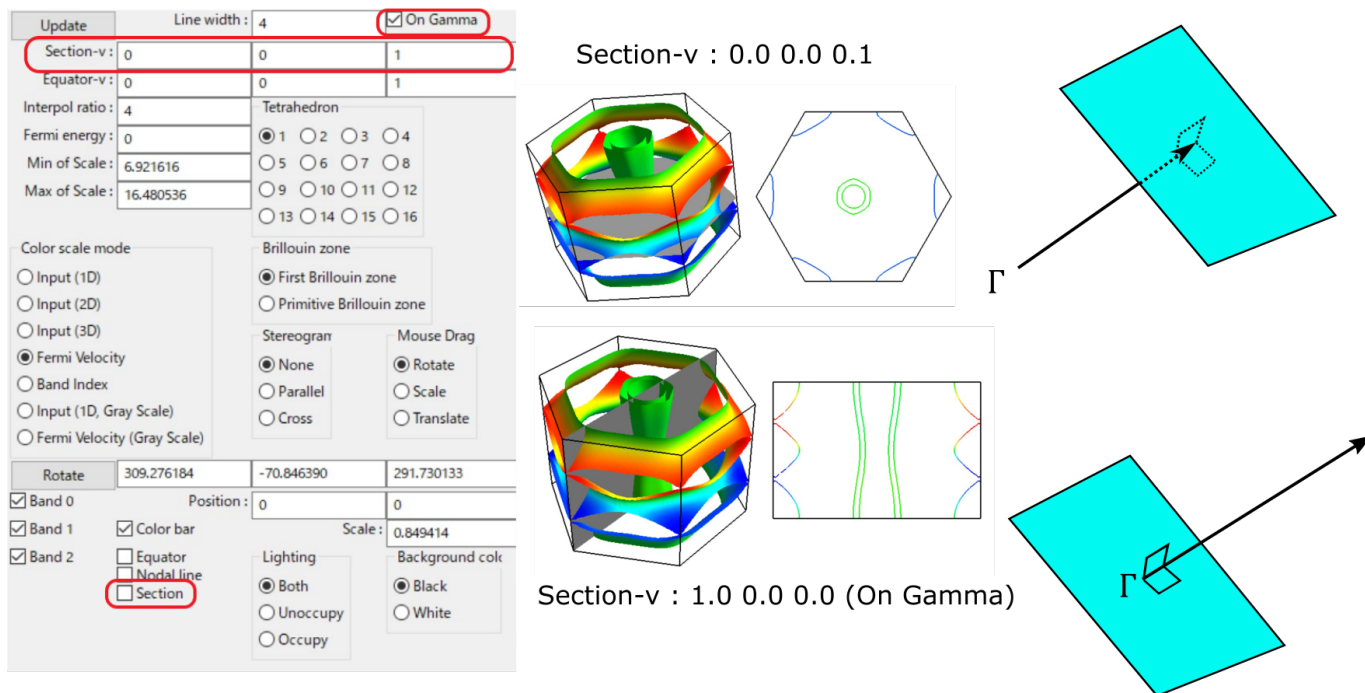 Update Line width : 4 On Gamma
Section-v : 0 0 1
Equator-v : 0 0 1
Interpol ratio : 4
Fermi energy : 0
Min of Scale : 6.921616
Max of Scale : 16.480536
Tetrahedron
1 2 3 4
5 6 7 8
9 10 11 12
13 14 15 16
Color scale mode
Input (1D)
Input (2D)
Input (3D)
Fermi Velocity
Band Index
Input (1D, Gray Scale)
Fermi Velocity (Gray Scale)
Brillouin zone
First Brillouin zone
Primitive Brillouin zone
Stereogram
None
Parallel
Cross
Mouse Drag
Rotate
Scale
Translate
Rotate 309.276184 -70.846390 291.730133
Band 0
Band 1
Band 2
Position : 0 0
Color bar
Scale : 0.849414
Equator
Nodal line
Section
Lighting
Both
Unoccupy
Occupy
Background colo
Black
White
Section-v : 0.0 0.0 0.1
Section-v : 1.0 0.0 0.0 (On Gamma)
Γ
Γ